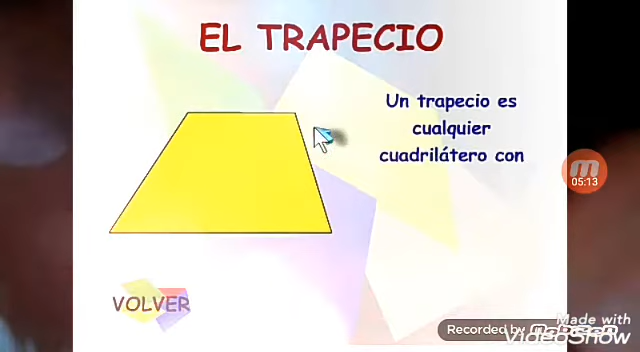 EL TRAPECIO
Un trapecio es
cualquier
cuadrilátero con
05:13
VOLVER
Made with
Recorded by
VideoShow